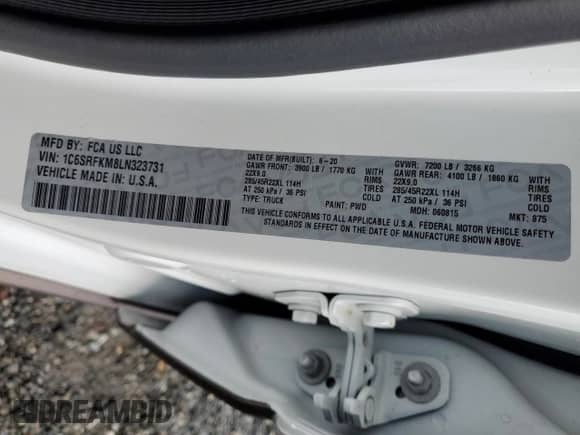 MFD BY: FCA US LLC
VIN: 1C6SRFKM8LN323731
VEHICLE MADE IN: U.S.A.
DATE OF MFR(BUILT): 6-20
GVWR: 7200 LB / 3266 KG
GAWR FRONT: 3900 LB / 1770 KG
GAWR REAR: 4100 LB / 1860 KG
22X9.0 RIMS
22X9.0 RIMS
285/45R22XL 114H TIRES
285/45R22XL 114H TIRES
AT 250 kPa / 36 PSI COLD
AT 250 kPa / 36 PSI COLD
TYPE: TRUCK
PAINT: PWD
MDH: 060815
MKT: 975
THIS VEHICLE CONFORMS TO ALL APPLICABLE U.S.A. FEDERAL MOTOR VEHICLE SAFETY
STANDARDS IN EFFECT ON THE DATE OF MANUFACTURE SHOWN ABOVE.
BREAMBID